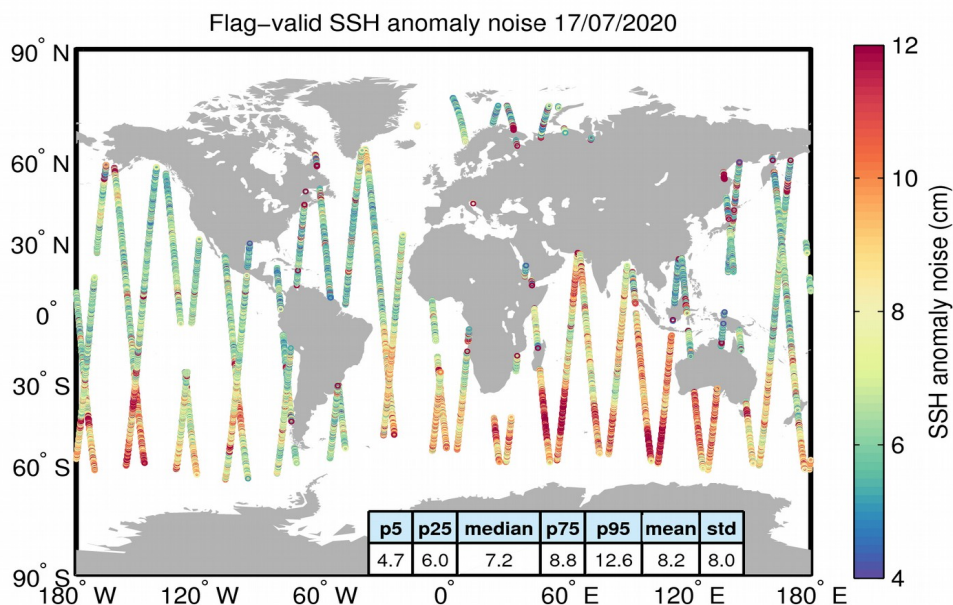 Flag−valid SSH anomaly noise 17/07/2020
90° N
60° N
30° N
0°
30° S
60° S
90° S
180° W 120° W 60° W 0° 60° E 120° E 180° E
p5 p25 median p75 p95 mean std
4.7 6.0 7.2 8.8 12.6 8.2 8.0
12
10
8
6
4
SSH anomaly noise (cm)